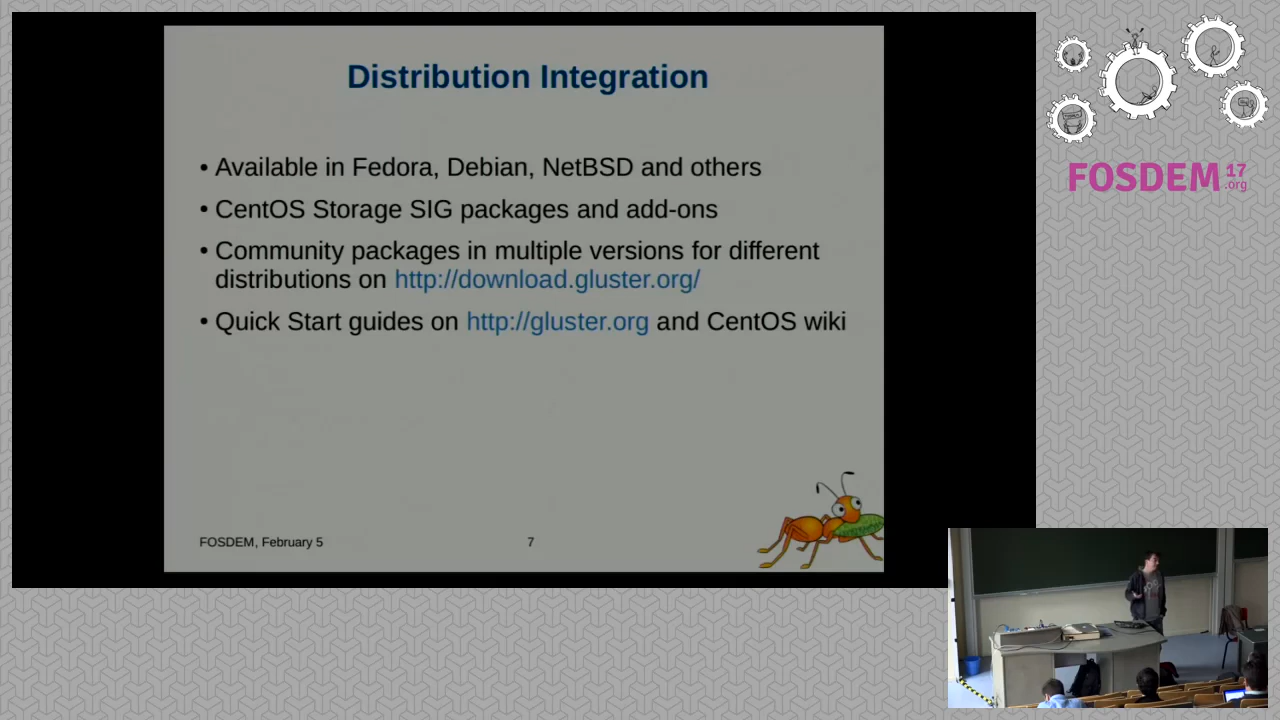 Distribution Integration
• Available in Fedora, Debian, NetBSD and others
• CentOS Storage SIG packages and add-ons
• Community packages in multiple versions for different
distributions on http://download.gluster.org/
• Quick Start guides on http://gluster.org and CentOS wiki
FOSDEM, February 5
7
FOSDEM 17
.org